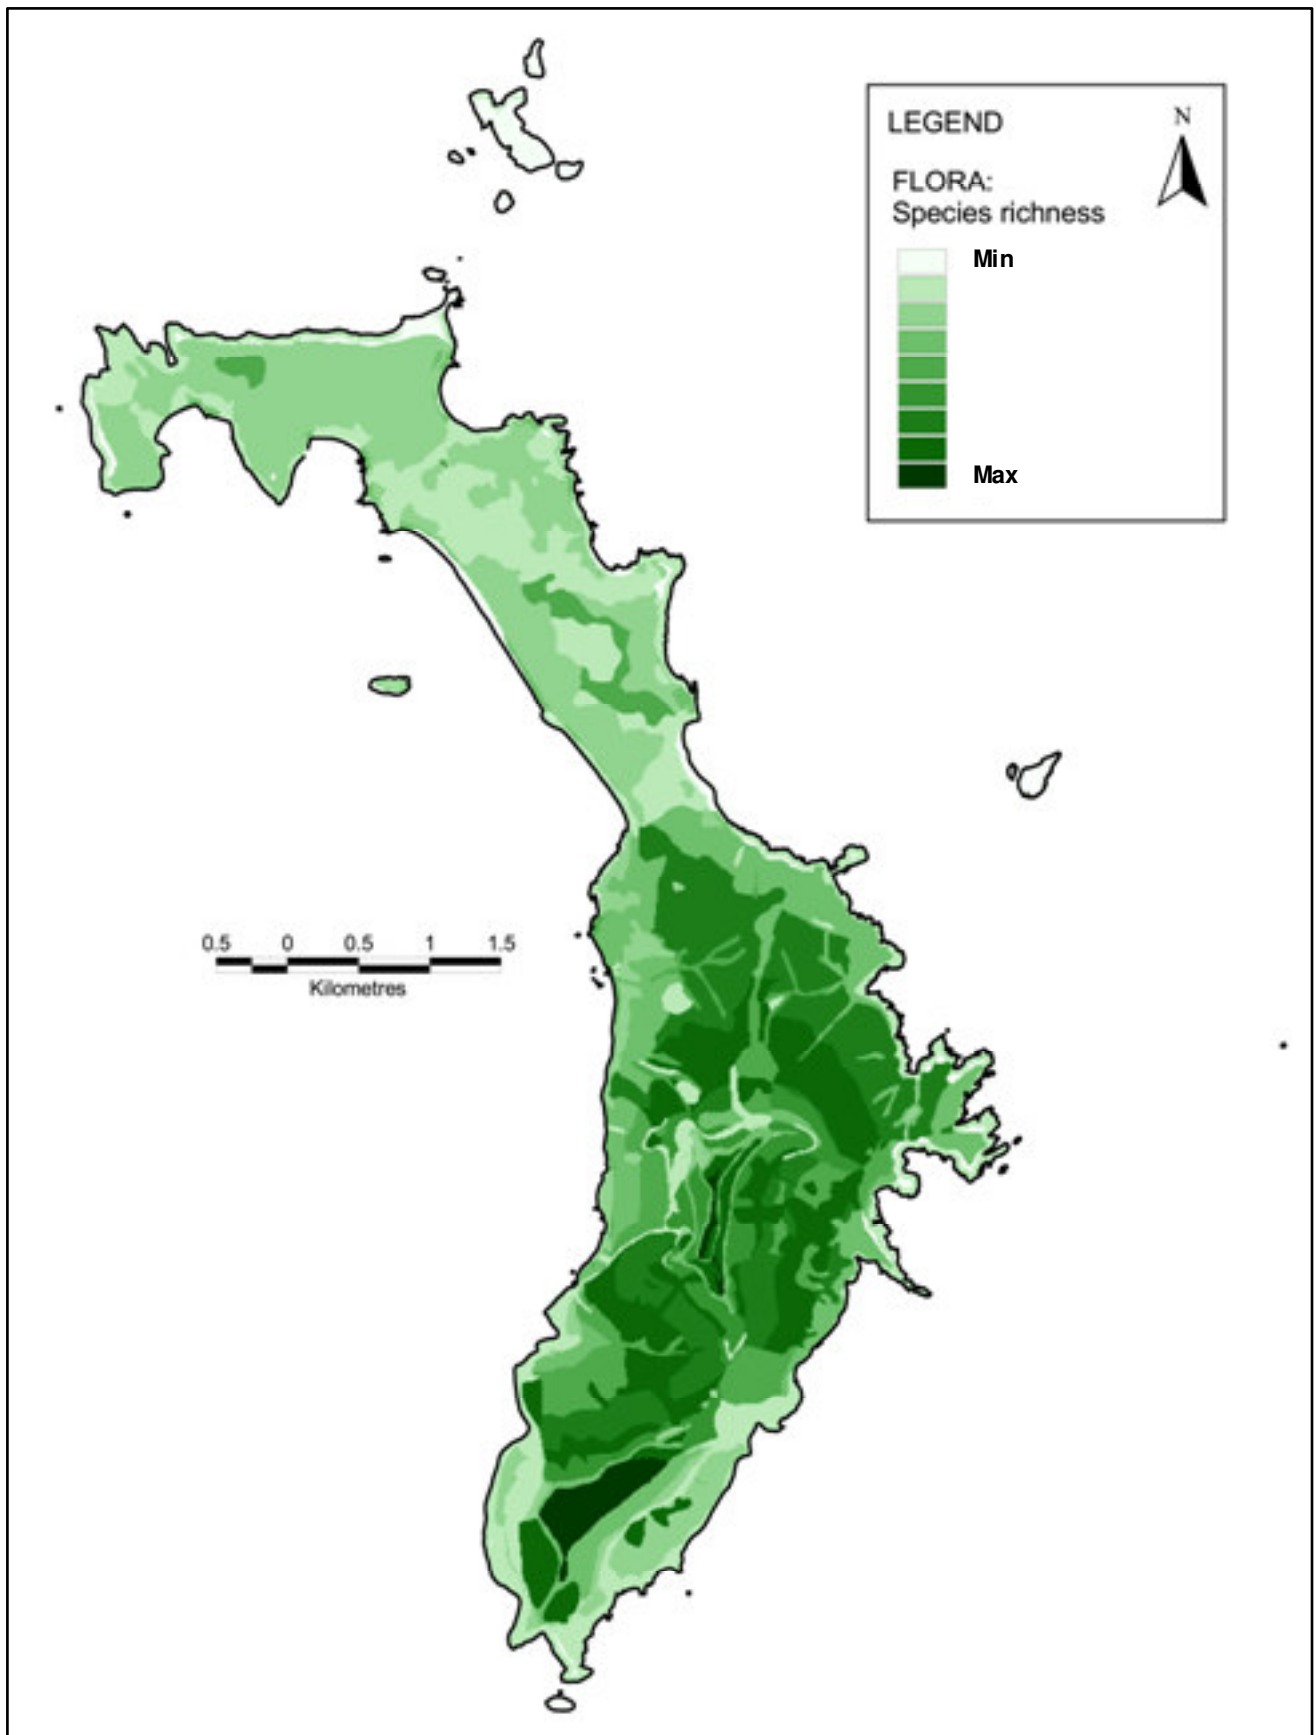 LEGEND
N
FLORA:
Species richness
Min
Max
0.5 0 0.5 1 1.5
Kilometres